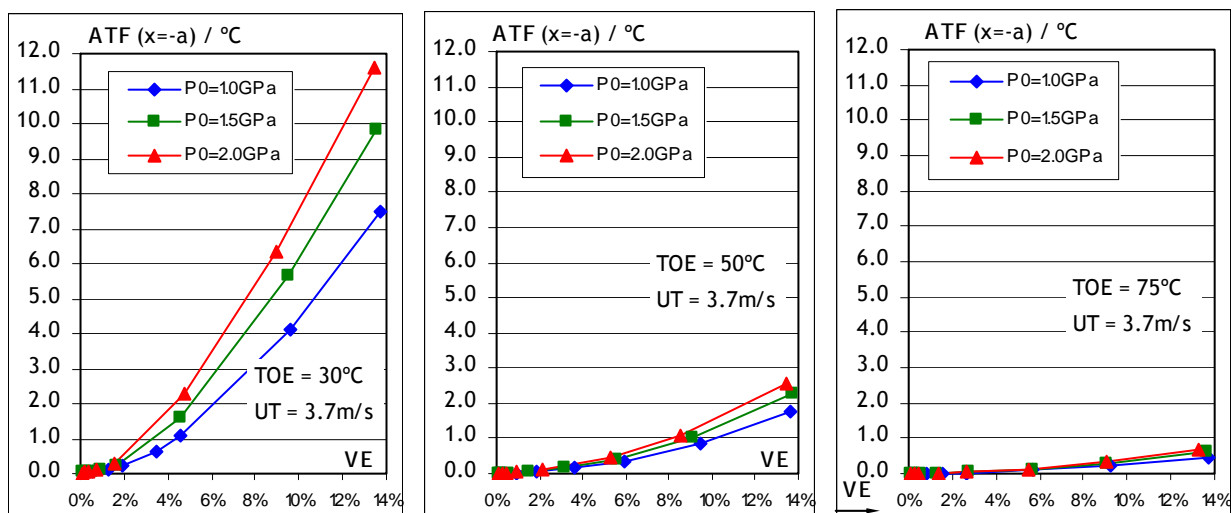 ATF (x=-a) / ºC
12.0
11.0
10.0
9.0
8.0
7.0
6.0
5.0
4.0
3.0
2.0
1.0
0.0
P0=1.0GPa
P0=1.5GPa
P0=2.0GPa
TOE = 30ºC
UT = 3.7m/s
VE
0% 2% 4% 6% 8% 10% 12% 14%
ATF (x=-a) / ºC
12.0
11.0
10.0
9.0
8.0
7.0
6.0
5.0
4.0
3.0
2.0
1.0
0.0
P0=1.0GPa
P0=1.5GPa
P0=2.0GPa
TOE = 50ºC
UT = 3.7m/s
VE
0% 2% 4% 6% 8% 10% 12% 14%
ATF (x=-a) / ºC
12.0
11.0
10.0
9.0
8.0
7.0
6.0
5.0
4.0
3.0
2.0
1.0
0.0
P0=1.0GPa
P0=1.5GPa
P0=2.0GPa
TOE = 75ºC
UT = 3.7m/s
VE
0% 2% 4% 6% 8% 10% 12% 14%